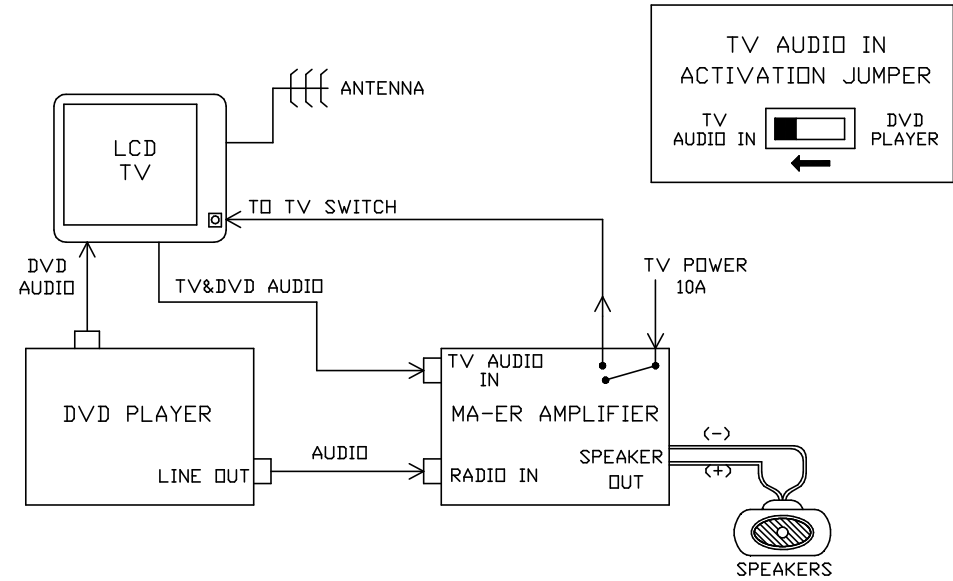 TV AUDIO IN
ACTIVATION JUMPER
TV
AUDIO IN
DVD
PLAYER
ANTENNA
LCD
TV
TO TV SWITCH
DVD
AUDIO
TV&DVD AUDIO
TV POWER
10A
TV AUDIO
IN
DVD PLAYER
MA-ER AMPLIFIER
(-)
AUDIO
SPEAKER
OUT
(+)
LINE OUT
RADIO IN
SPEAKERS